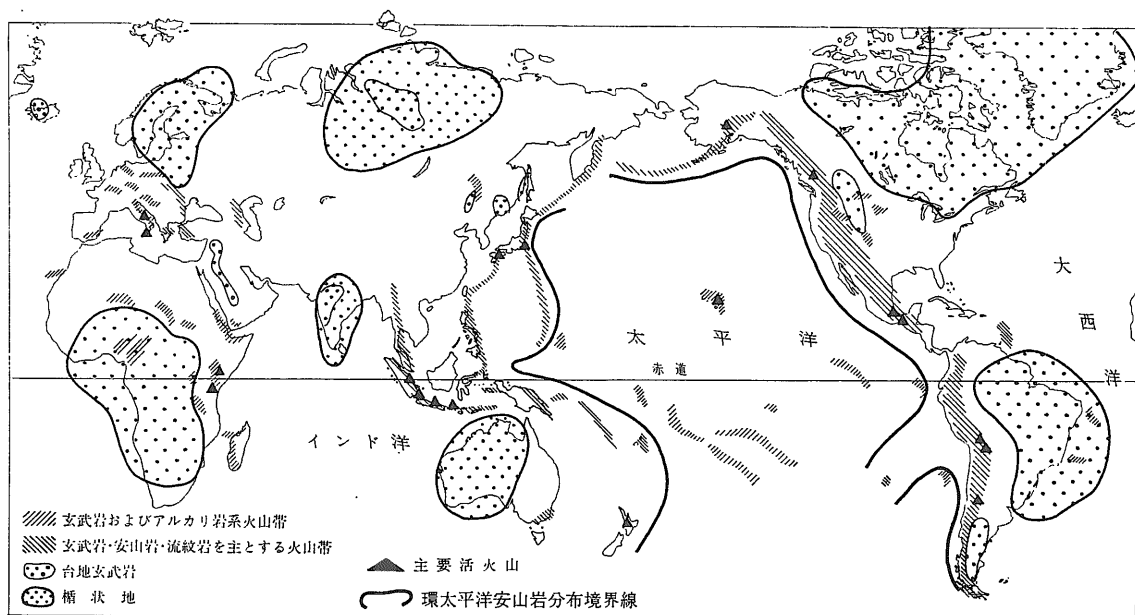 大
西
洋
太平洋
赤道
インド洋
玄武岩およびアルカリ岩系火山帯
玄武岩・安山岩・流紋岩を主とする火山帯
台地玄武岩
楯状地
主要活火山
環太平洋安山岩分布境界線